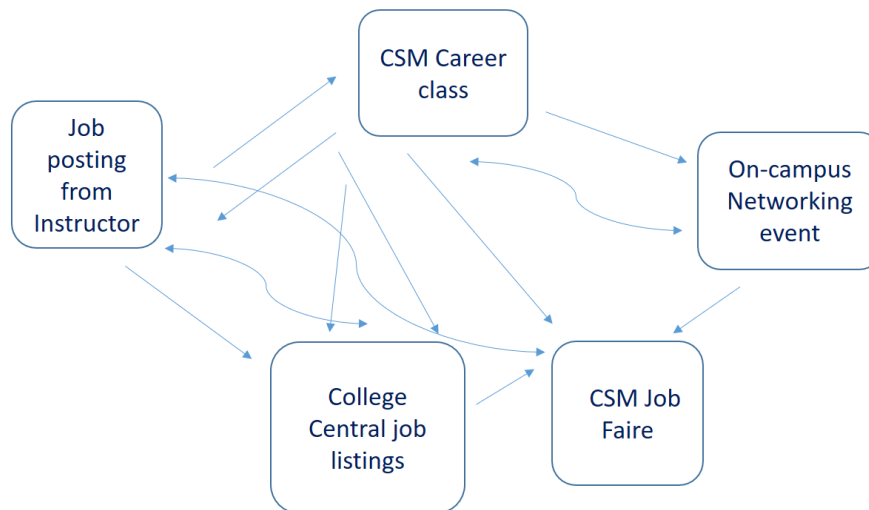 CSM Career
class
Job
posting
from
Instructor
On-campus
Networking
event
College
Central job
listings
CSM Job
Faire